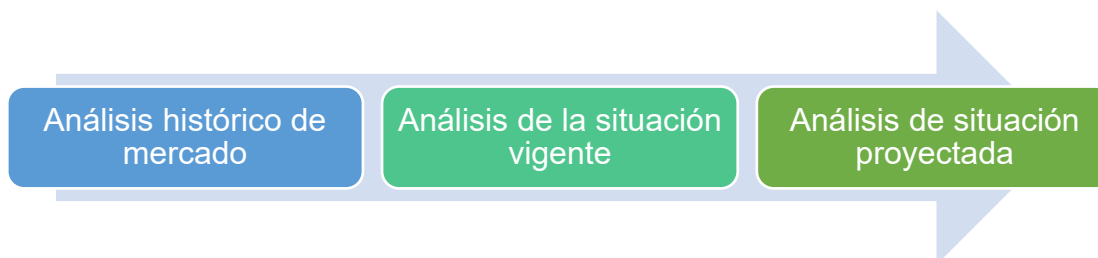 Análisis histórico de
mercado
Análisis de la situación
vigente
Análisis de situación
proyectada